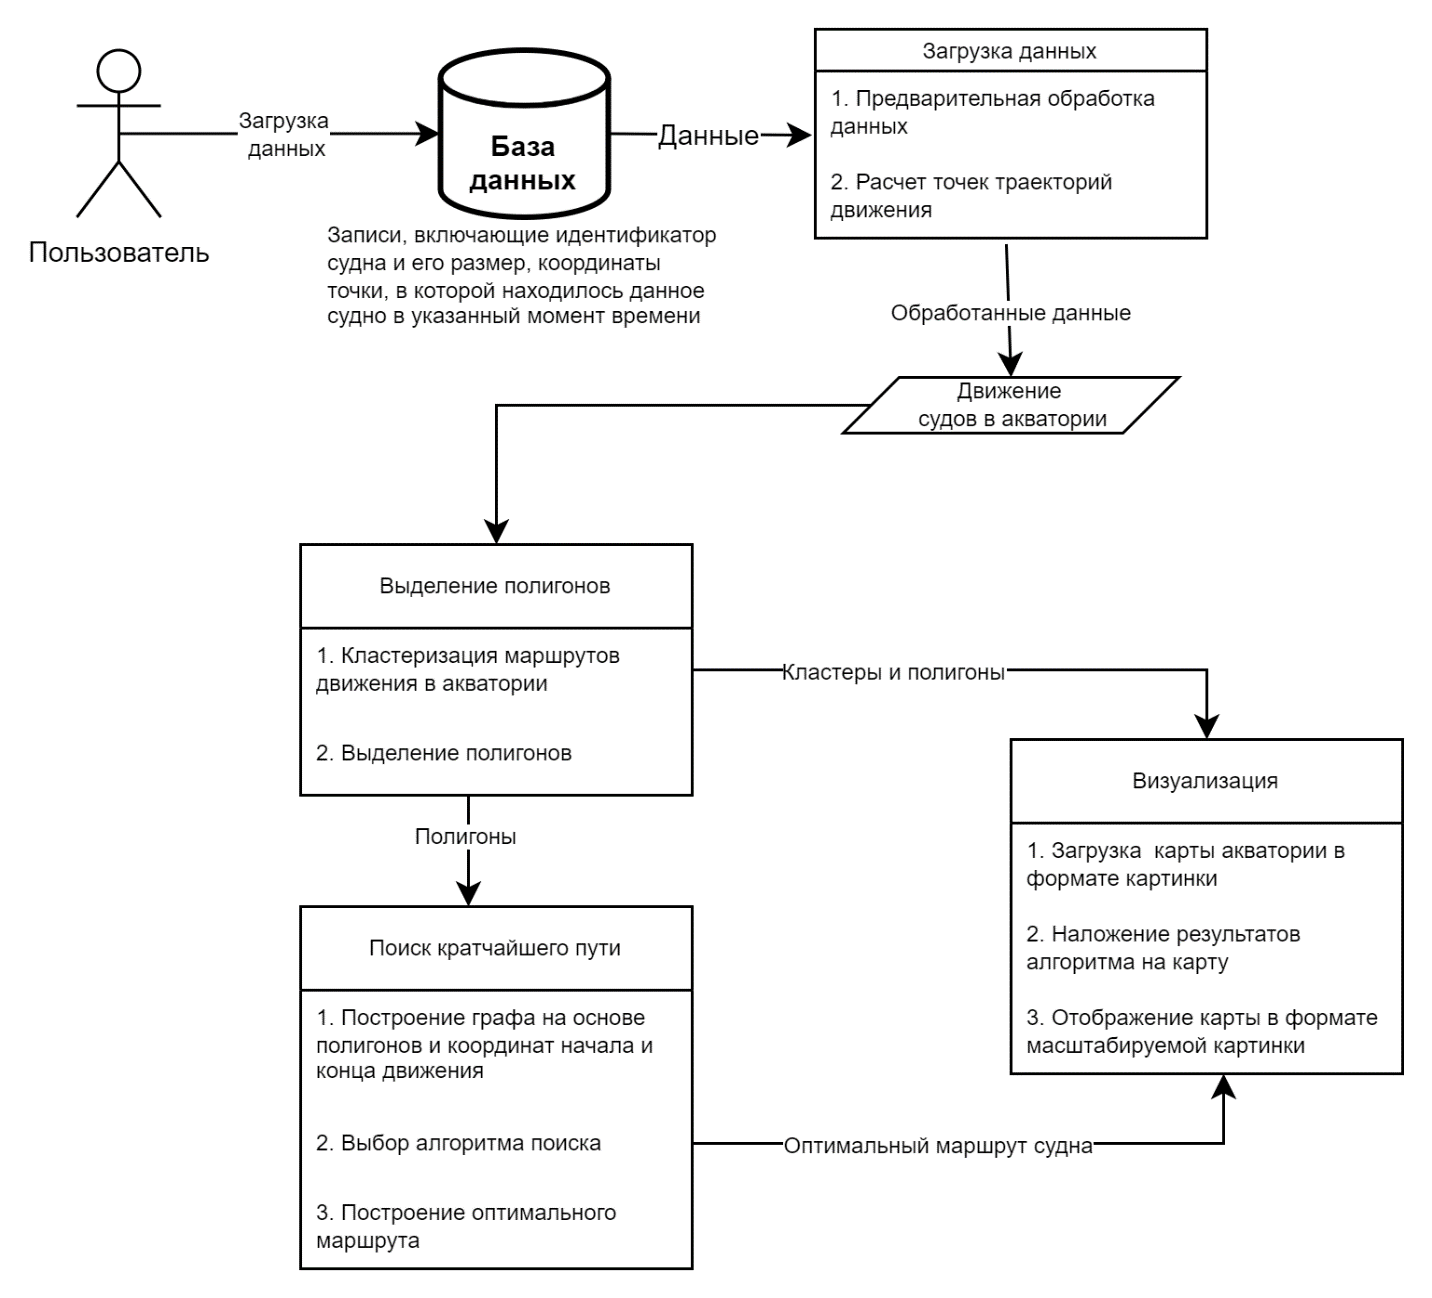 Пользователь
Загрузка
данных
База
данных
Записи, включающие идентификатор
судна и его размер, координаты
точки, в которой находилось данное
судно в указанный момент времени
Данные
Загрузка данных
1. Предварительная обработка
данных
2. Расчет точек траекторий
движения
Обработанные данные
Движение
судов в акватории
Выделение полигонов
1. Кластеризация маршрутов
движения в акватории
2. Выделение полигонов
Кластеры и полигоны
Полигоны
Визуализация
1. Загрузка  карты акватории в
формате картинки
2. Наложение результатов
алгоритма на карту
3. Отображение карты в формате
масштабируемой картинки
Поиск кратчайшего пути
1. Построение графа на основе
полигонов и координат начала и
конца движения
2. Выбор алгоритма поиска
3. Построение оптимального
маршрута
Оптимальный маршрут судна